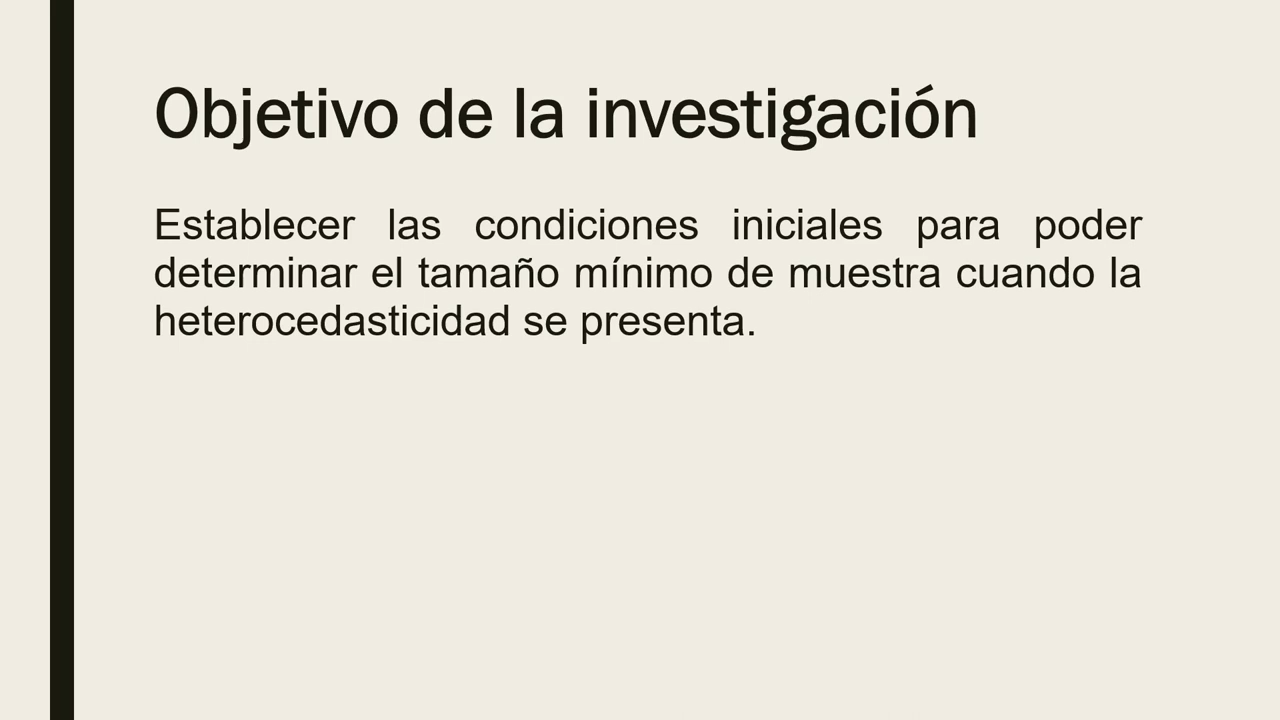 Objetivo de la investigación
Establecer las condiciones iniciales para poder
determinar el tamaño mínimo de muestra cuando la
heterocedasticidad se presenta.